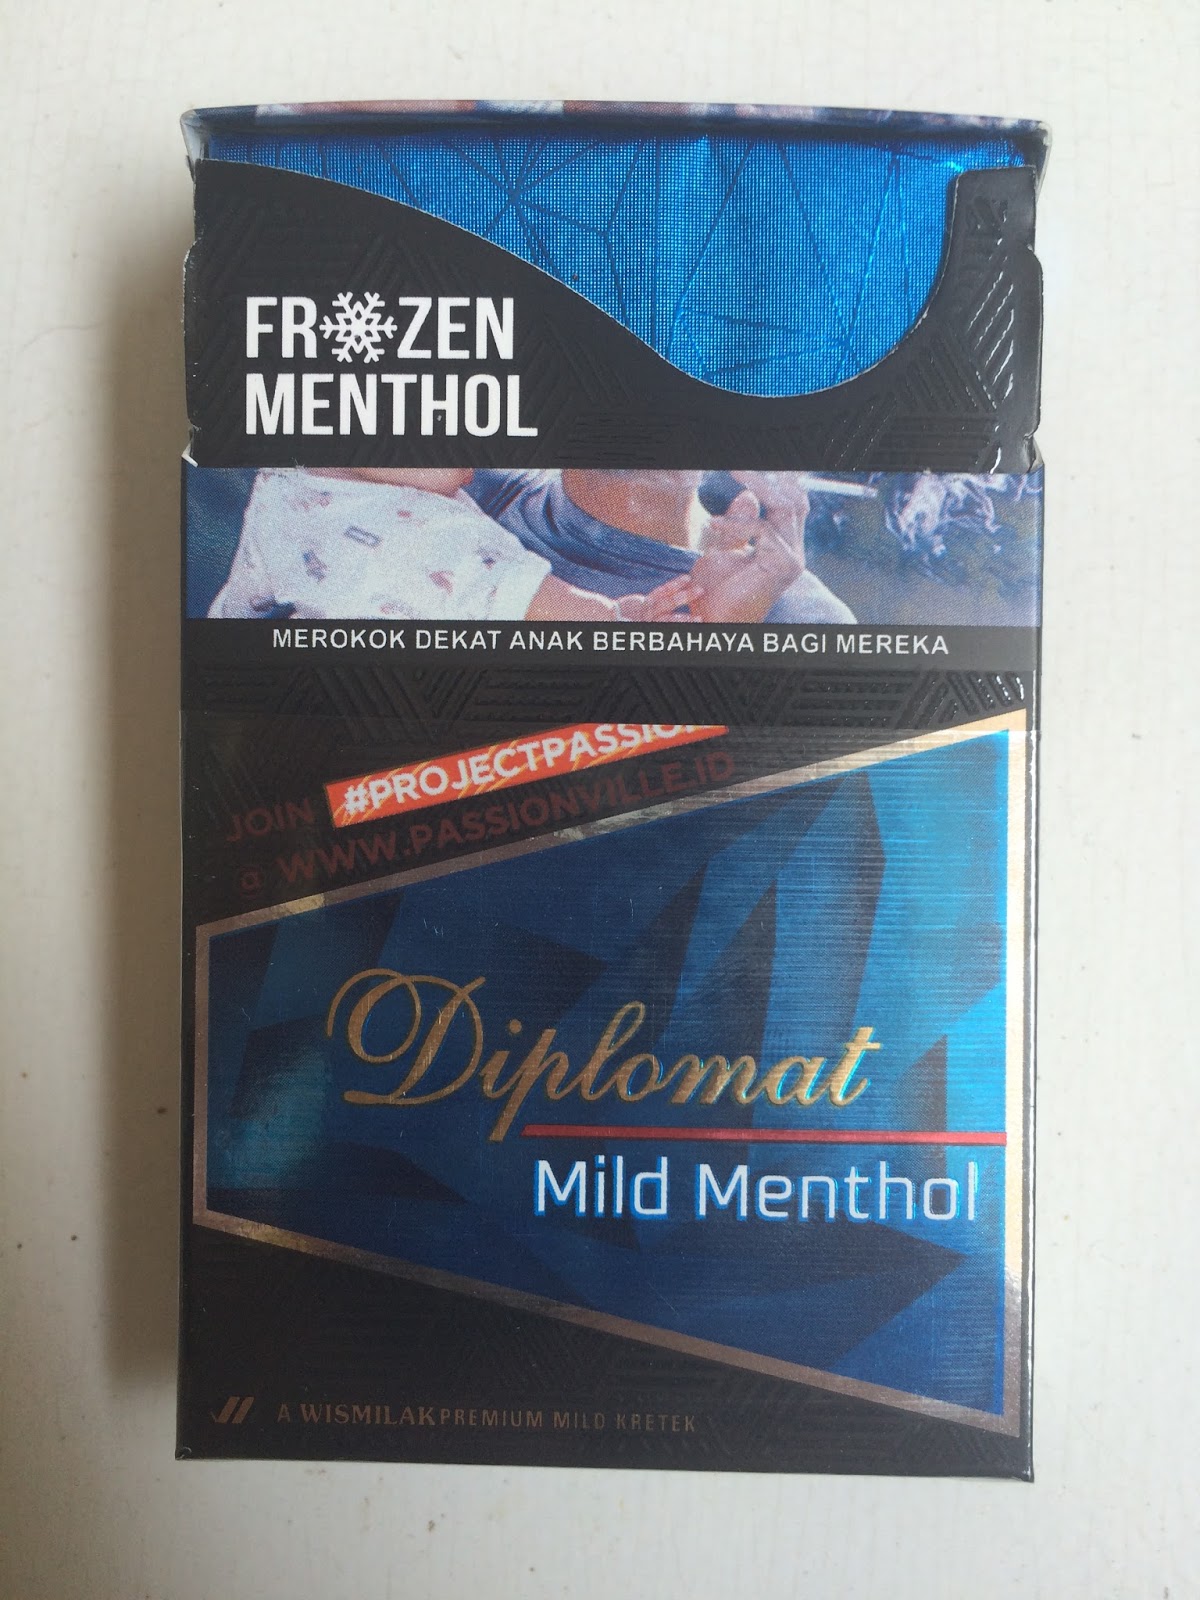 FROZEN
MENTHOL
MEROKOK DEKAT ANAK BERBAHAYA BAGI MEREKA
JOIN #PROJECTPASSION
@ WWW.PASSIONVILLE.ID
Diplomat
Mild Menthol
A WISMILAK PREMIUM MILD KRETEK